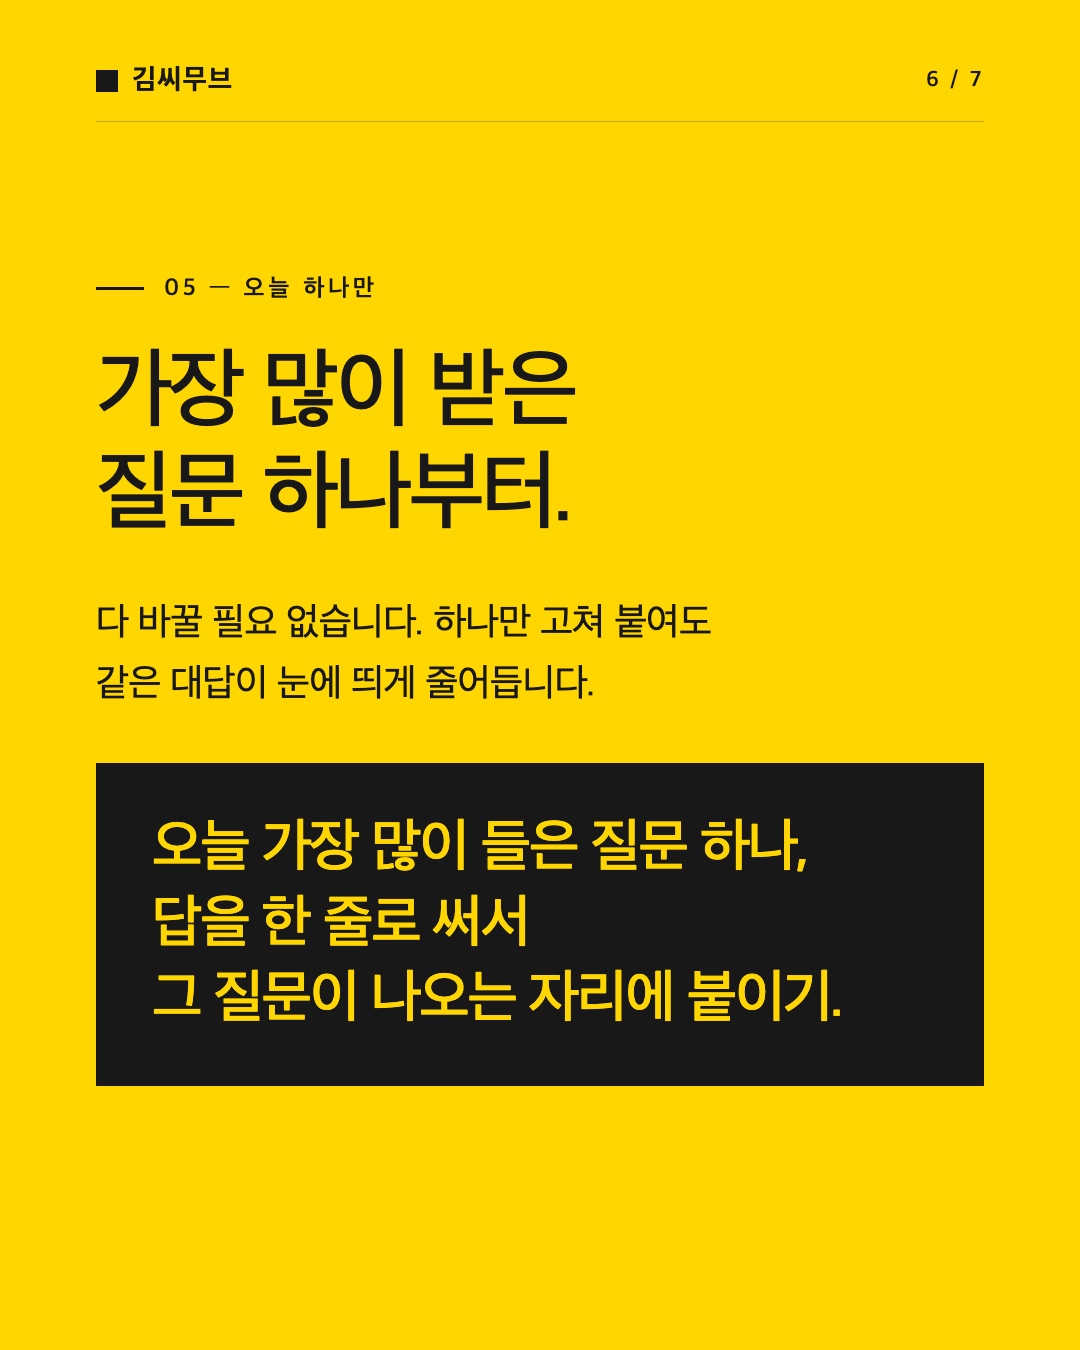 김씨무브
6 / 7
05 — 오늘 하나만
가장 많이 받은
질문 하나부터.
다 바꿀 필요 없습니다. 하나만 고쳐 붙여도
같은 대답이 눈에 띄게 줄어듭니다.
오늘 가장 많이 들은 질문 하나,
답을 한 줄로 써서
그 질문이 나오는 자리에 붙이기.